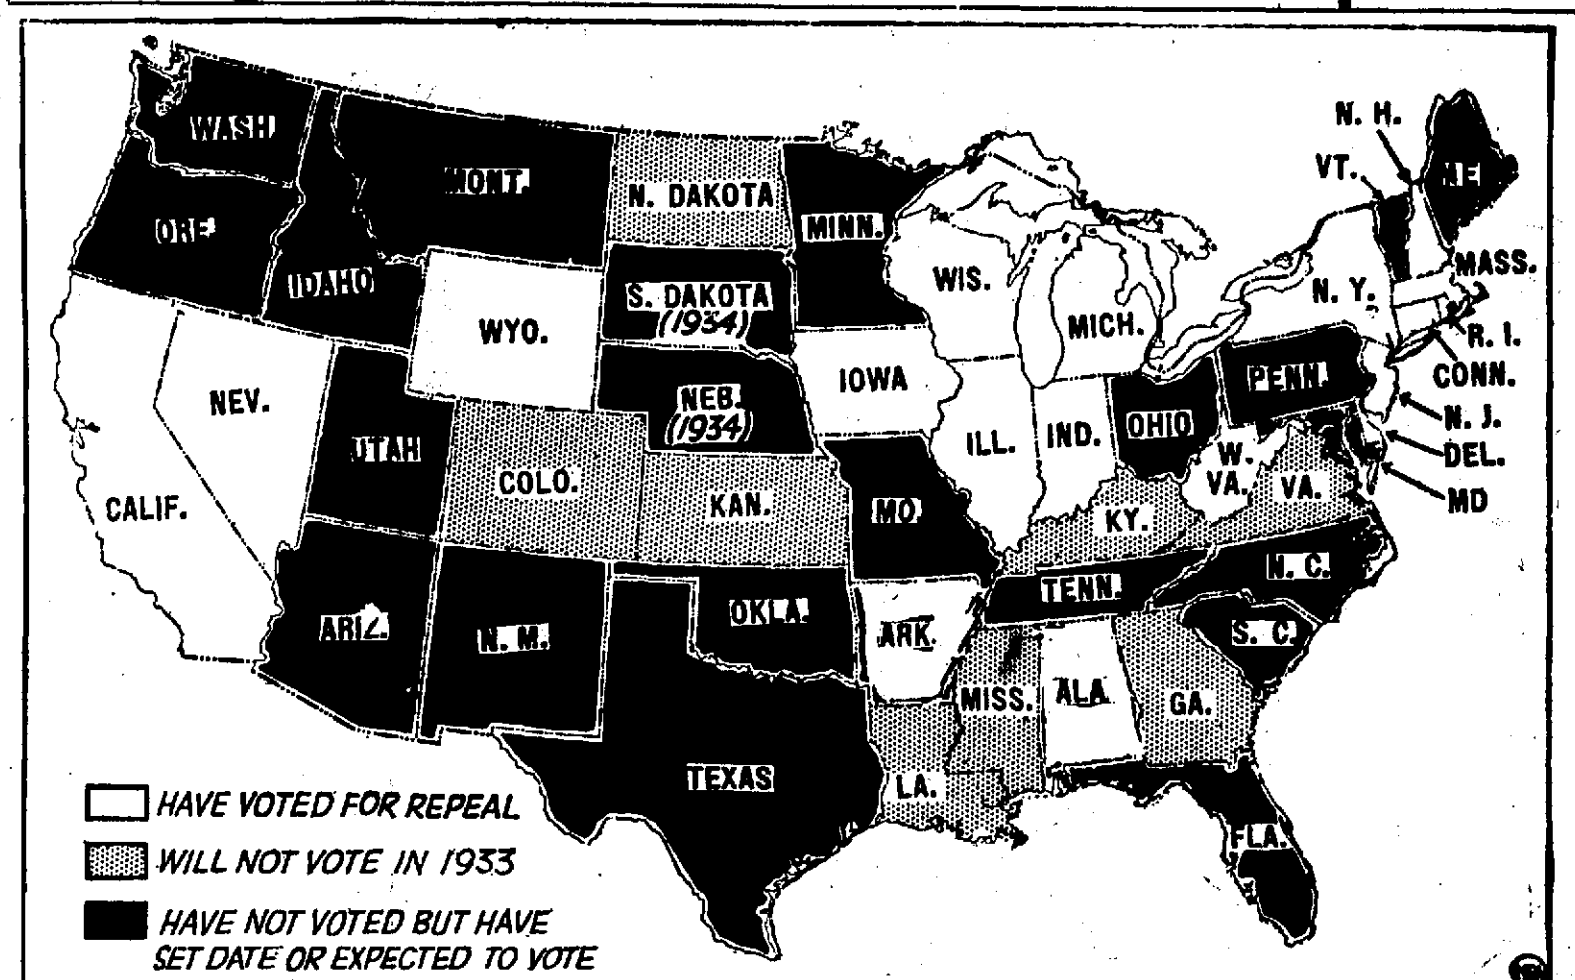 WASH.
MONT.
N. DAKOTA
MINN.
N. H.
VT.
ME
ORE.
IDAHO
S. DAKOTA
(1934)
WIS.
MICH.
N. Y.
MASS.
R. I.
CONN.
WYO.
NEV.
NEB.
(1934)
IOWA
PENN.
N. J.
DEL.
MD
UTAH
COLO.
KAN.
ILL.
IND.
OHIO
W.
VA.
VA.
CALIF.
MO.
KY.
ARIZ.
N. M.
OKLA.
ARK.
TENN.
N. C.
S. C.
MISS.
ALA
GA.
TEXAS
LA.
FLA.
HAVE VOTED FOR REPEAL
WILL NOT VOTE IN 1933
HAVE NOT VOTED BUT HAVE
SET DATE OR EXPECTED TO VOTE